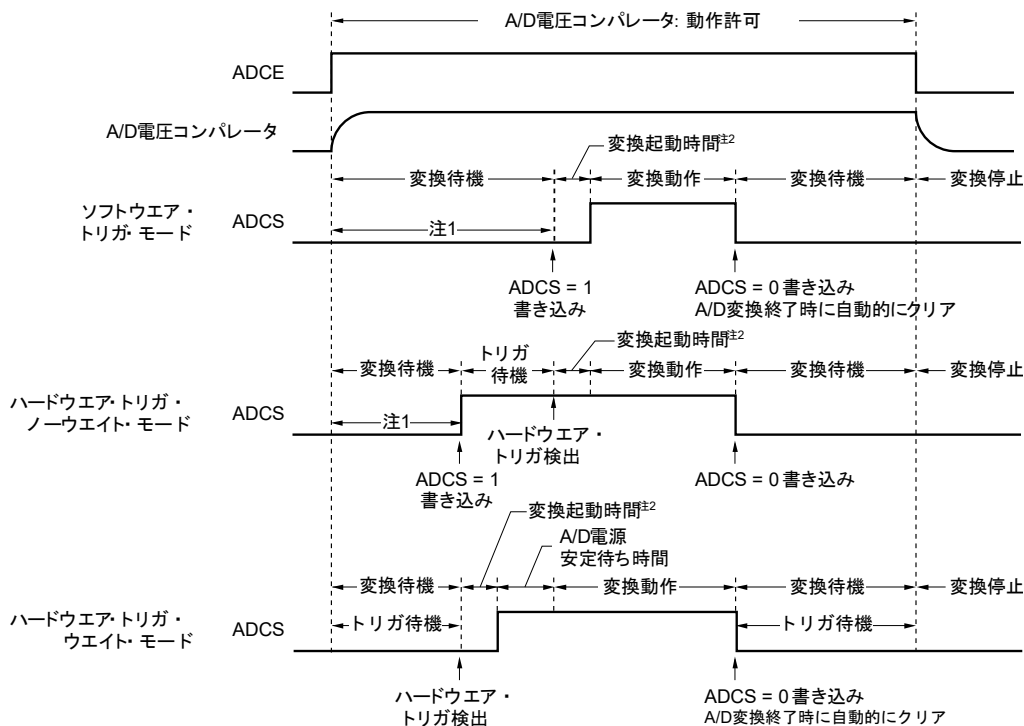 A/D電圧コンパレータ: 動作許可
ADCE
A/D電圧コンパレータ
変換起動時間注2
変換待機
変換動作
変換待機
変換停止
ソフトウエア・
トリガ・モード
ADCS
注1
ADCS = 1
書き込み
ADCS = 0 書き込み
A/D変換終了時に自動的にクリア
変換起動時間注2
変換待機
トリガ
待機
変換動作
変換待機
変換停止
ハードウエア・トリガ・
ノーウエイト・モード
ADCS
注1
ハードウエア・
トリガ検出
ADCS = 1
書き込み
ADCS = 0 書き込み
変換起動時間注2
A/D電源
安定待ち時間
変換待機
変換動作
変換待機
変換停止
ハードウエア・トリガ・
ウエイト・モード
ADCS
トリガ待機
トリガ待機
ハードウエア・
トリガ検出
ADCS = 0 書き込み
A/D変換終了時に自動的にクリア